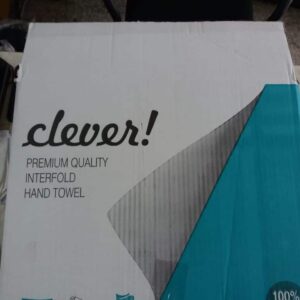 clever!
PREMIUM QUALITY
INTERFOLD
HAND TOWEL
100%